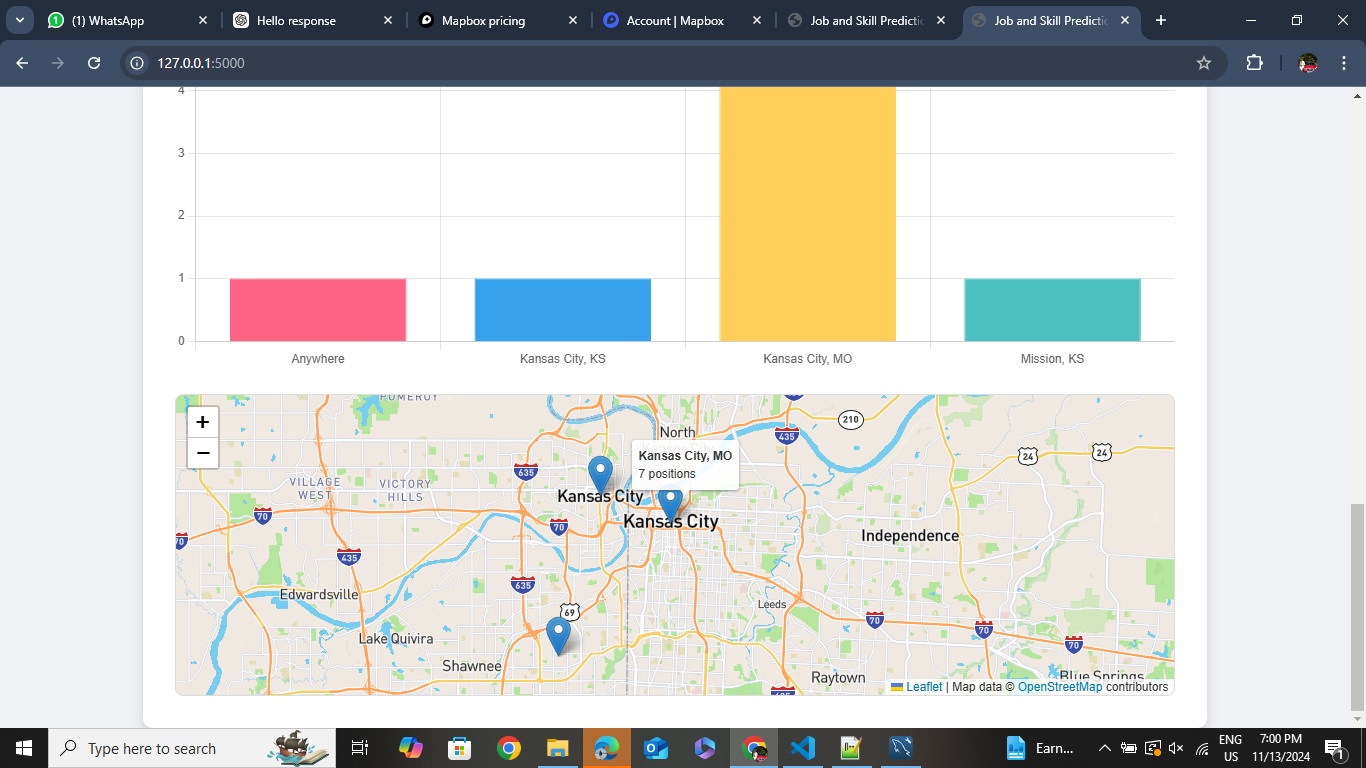 1
(1) WhatsApp
Hello response
Mapbox pricing
Account | Mapbox
Job and Skill Predictio
Job and Skill Predictio
127.0.0.1:5000
4
3
2
1
0
Anywhere
Kansas City, KS
Kansas City, MO
Mission, KS
+
−
POMEROY
North
210
435
24
24
Kansas City, MO
7 positions
635
VILLAGE
WEST
VICTORY
HILLS
Kansas City
70
70
Kansas City
70
435
Independence
635
Edwardsville
69
Leeds
Lake Quivira
70
70
70
Shawnee
Raytown
Blue Springs
Leaflet | Map data © OpenStreetMap contributors
Type here to search
Earn...
ENG
US
7:00 PM
11/13/2024
1